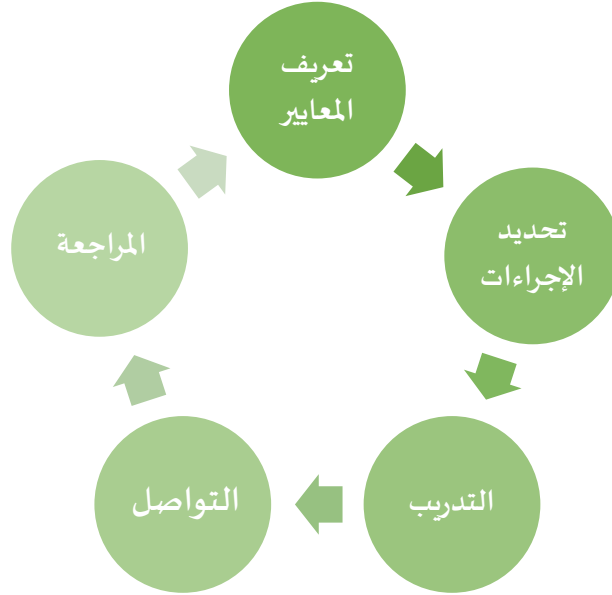 تعريف
المعايير
تحديد
الإجراءات
التدريب
التواصل
المراجعة